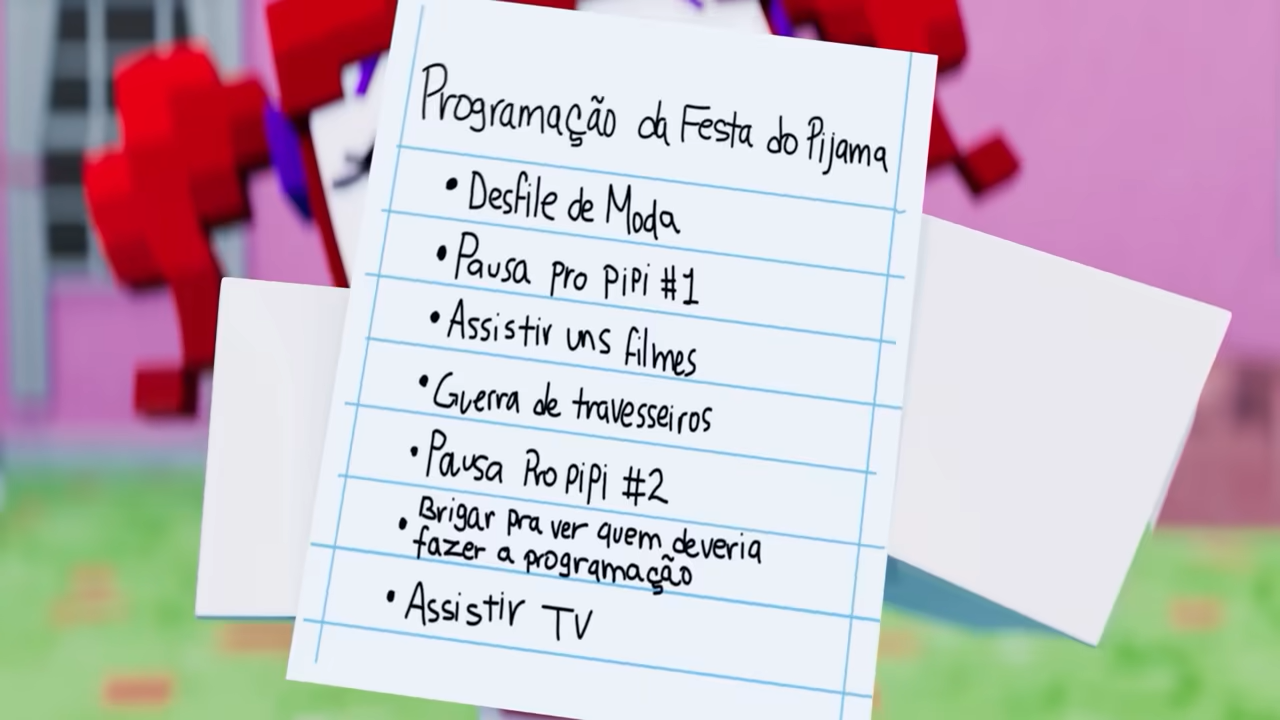 Programação da Festa do Pijama
• Desfile de Moda
• Pausa pro pipi #1
• Assistir uns filmes
• Guerra de travesseiros
• Pausa Pro pipi #2
• Brigar pra ver quem deveria
fazer a programação
• Assistir TV